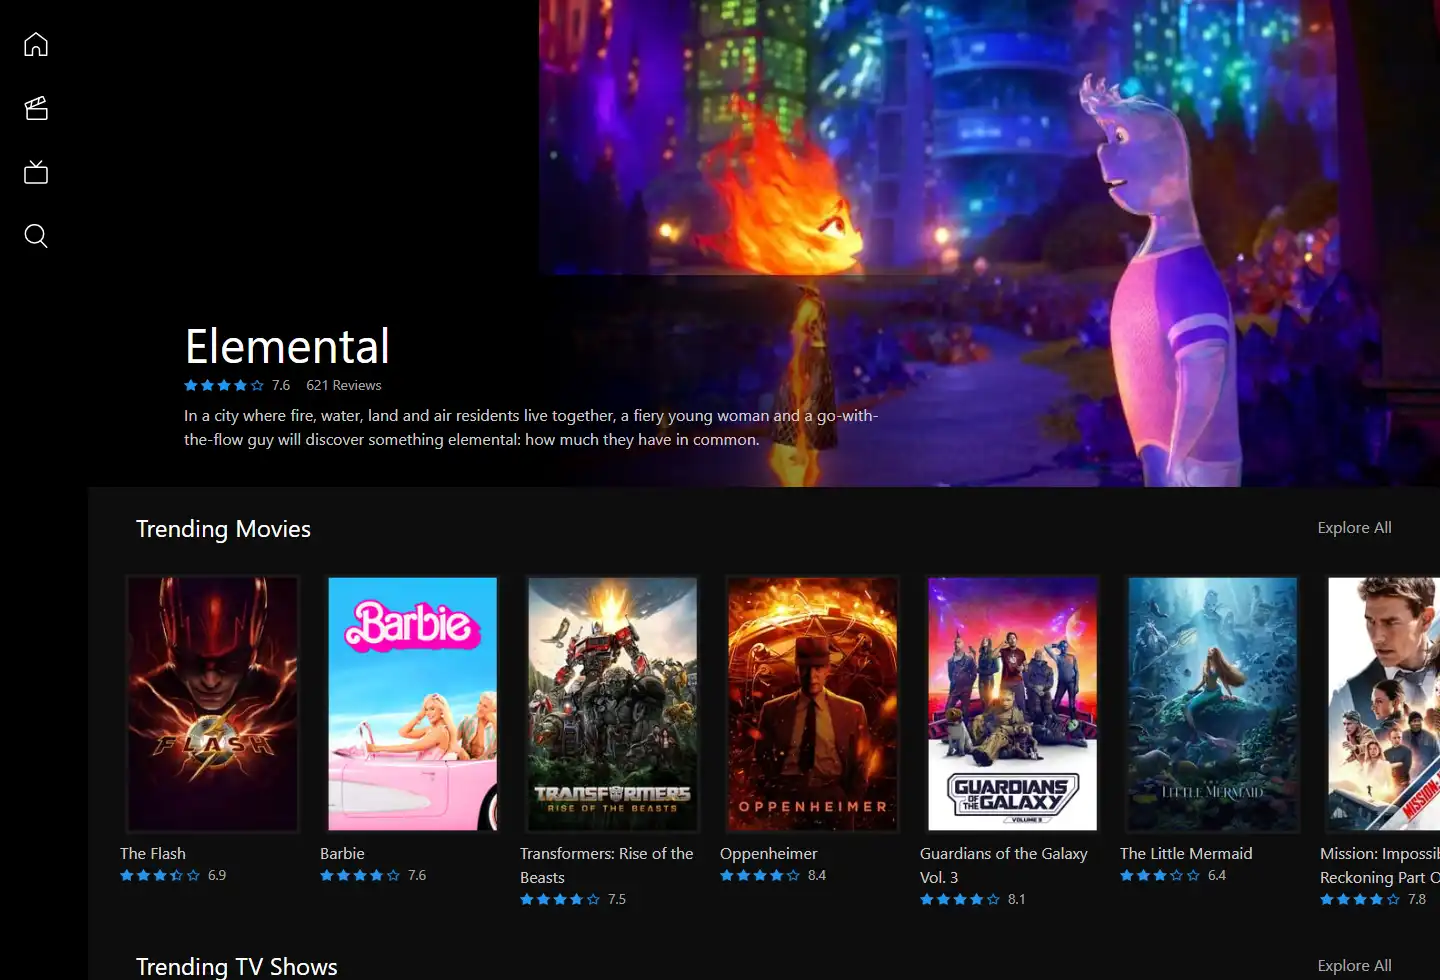 Elemental
7.6 621 Reviews
In a city where fire, water, land and air residents live together, a fiery young woman and a go-with-
the-flow guy will discover something elemental: how much they have in common.
Trending Movies
Explore All
FLASH
Barbie
TRANSFORMERS
RISE OF THE BEASTS
OPPENHEIMER
GUARDIANS
OF THE GALAXY
VOLUME 3
LITTLE MERMAID
MISSION:
The Flash
6.9
Barbie
7.6
Transformers: Rise of the
Beasts
7.5
Oppenheimer
8.4
Guardians of the Galaxy
Vol. 3
8.1
The Little Mermaid
6.4
Mission: Impossib
Reckoning Part O
7.8
Trending TV Shows
Explore All